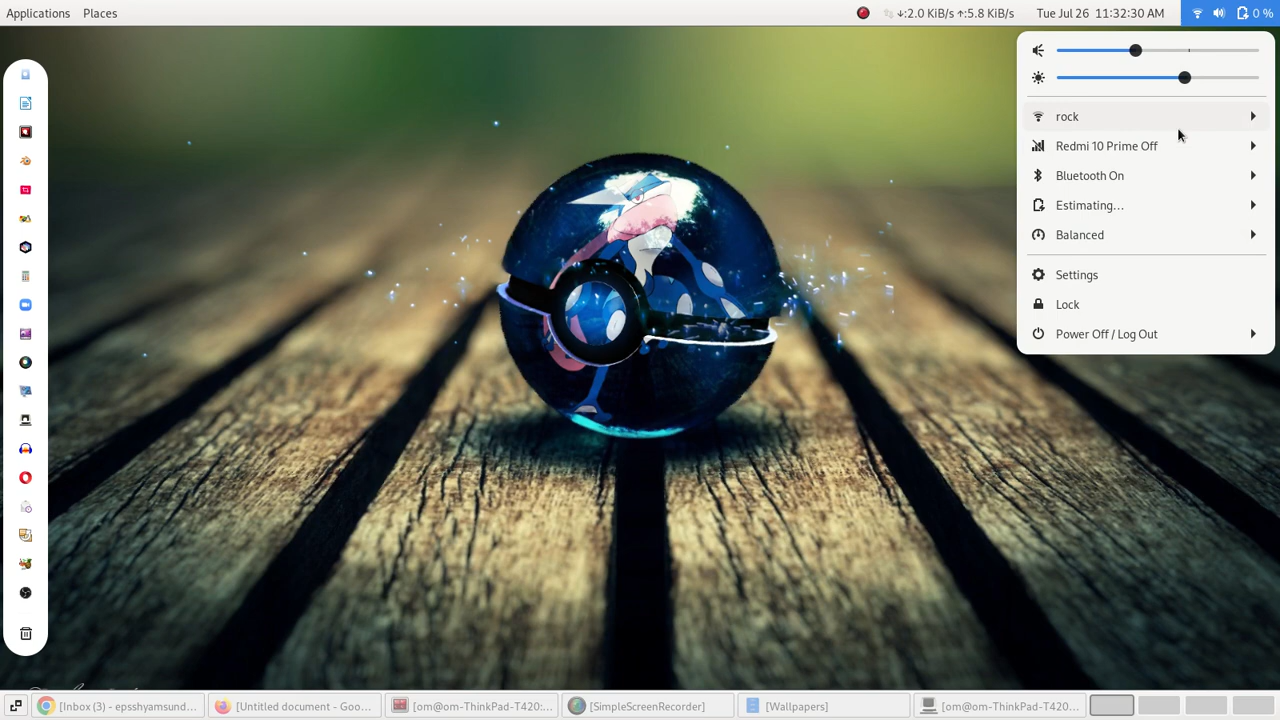 Applications Places ↓:2.0 KiB/s ↑:5.8 KiB/s Tue Jul 26 11:32:30 AM 0 %
rock
Redmi 10 Prime Off
Bluetooth On
Estimating…
Balanced
Settings
Lock
Power Off / Log Out
[Inbox (3) - epsshyamsund... [Untitled document - Goo... [om@om-ThinkPad-T420:... [SimpleScreenRecorder] [Wallpapers] [om@om-ThinkPad-T420...